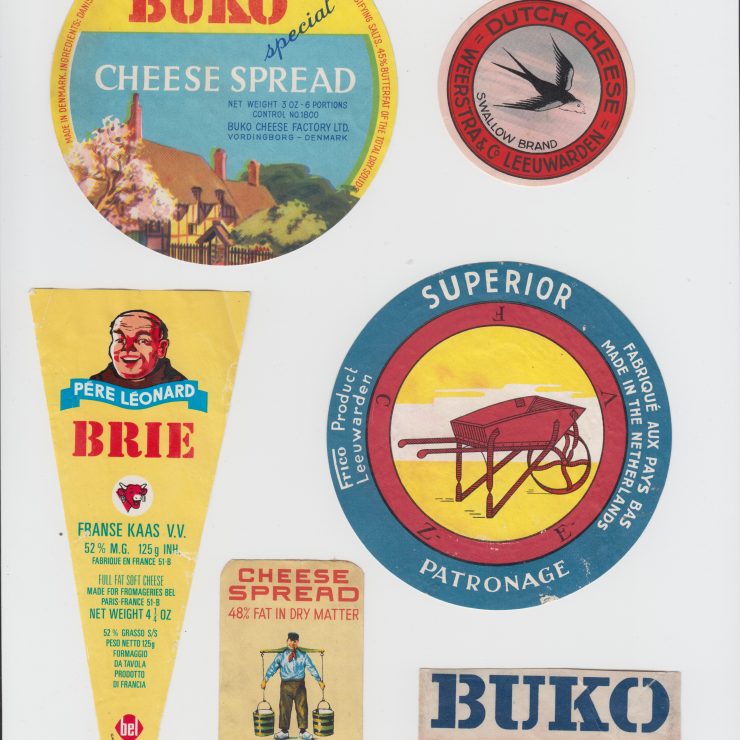 BUKO
special
CHEESE SPREAD
NET WEIGHT 3 OZ - 6 PORTIONS
CONTROL NO. 1800
BUKO CHEESE FACTORY LTD.
VORDINGBORG - DENMARK
MADE IN DENMARK. INGREDIENTS: DANIS
SIFYING SALTS. 45% BUTTERFAT OF THE TOTAL DRY SOLIDS
= DUTCH CHEESE =
SWALLOW BRAND
WEERSTRA & Co LEEUWARDEN
PÉRE LÉONARD
BRIE
FRANSE KAAS V.V.
52% M.G. 125g INH.
FABRIQUE EN FRANCE 51-B
FULL FAT SOFT CHEESE
MADE FOR FROMAGERIES BEL
PARIS-FRANCE 51-B
NET WEIGHT 4 ¼ OZ
52% GRASSO S/S
PESO NETTO 125g
FORMAGGIO
DA TAVOLA
PRODOTTO
DI FRANCIA
bel
SUPERIOR
Frico Product
Leeuwarden
FABRIQUÉ AUX PAYS BAS
MADE IN THE NETHERLANDS
F
C
V
Z-
E-
PATRONAGE
CHEESE
SPREAD
48% FAT IN DRY MATTER
BUKO